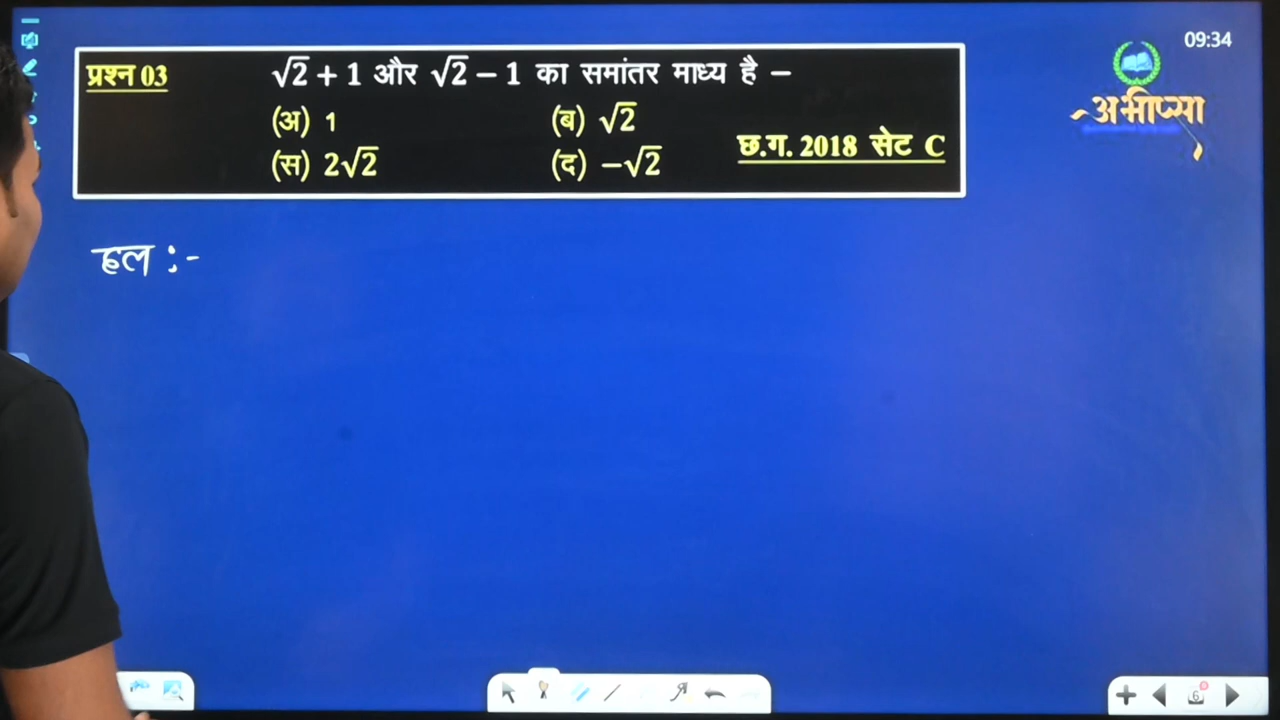 09:34
प्रश्न 03 √2 + 1 और √2 − 1 का समांतर माध्य है −
(अ) 1 (ब) √2
(स) 2√2 (द) −√2
छ.ग. 2018 सेट C
अभीप्सा
हल :-
6